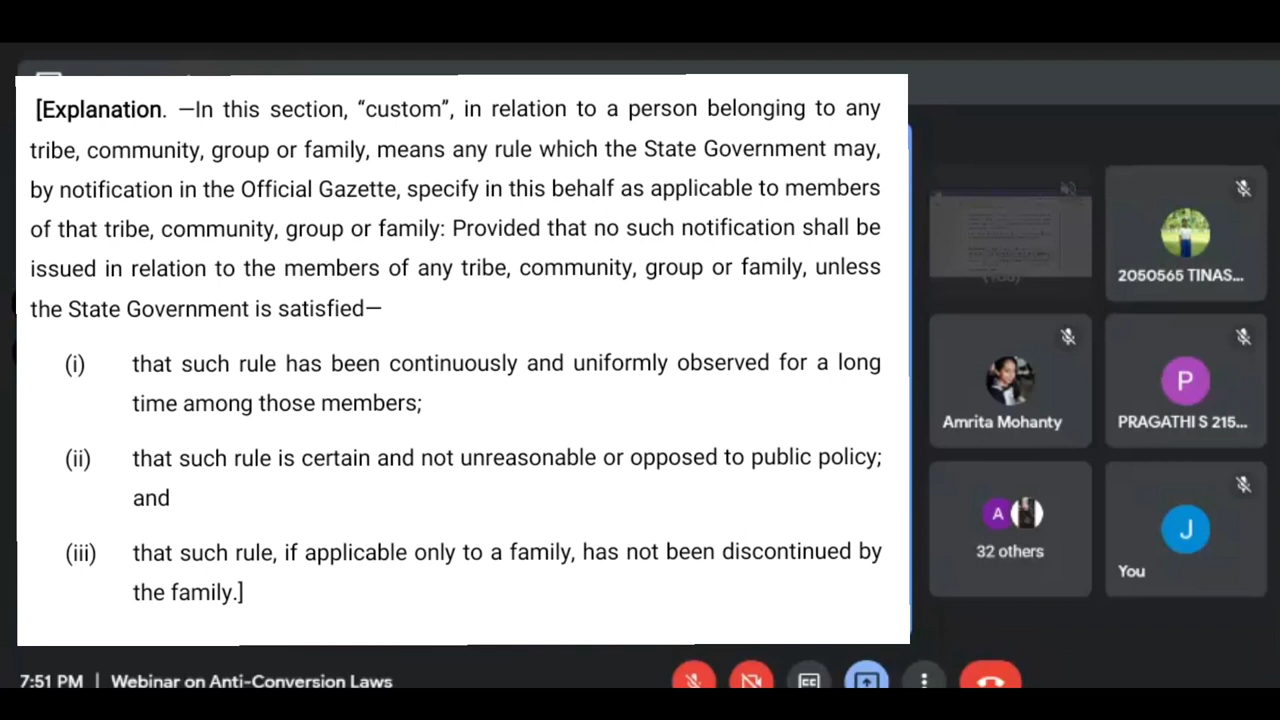 [Explanation. —In this section, “custom”, in relation to a person belonging to any
tribe, community, group or family, means any rule which the State Government may,
by notification in the Official Gazette, specify in this behalf as applicable to members
of that tribe, community, group or family: Provided that no such notification shall be
issued in relation to the members of any tribe, community, group or family, unless
the State Government is satisfied—
(i) that such rule has been continuously and uniformly observed for a long
time among those members;
(ii) that such rule is certain and not unreasonable or opposed to public policy;
and
(iii) that such rule, if applicable only to a family, has not been discontinued by
the family.]
2050565 TINAS...
Amrita Mohanty
P
PRAGATHI S 215...
A
32 others
J
You
7:51 PM | Webinar on Anti-Conversion Laws
CC